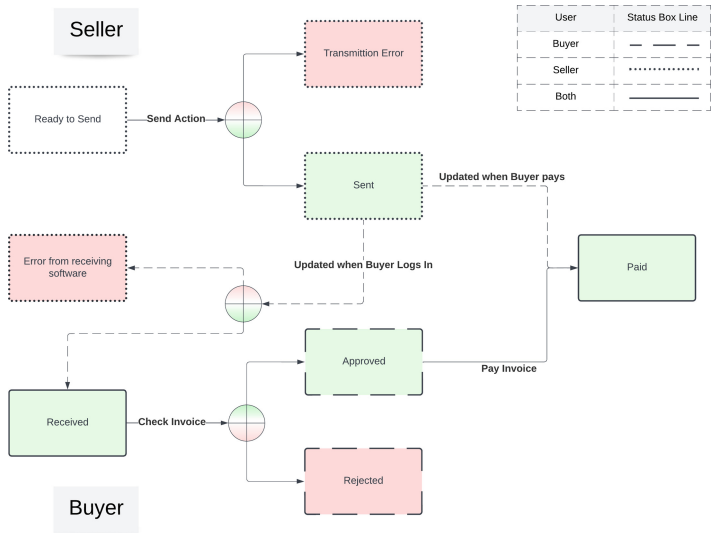 Seller
User Status Box Line
Buyer
Seller
Both
Transmittion Error
Ready to Send
Send Action
Sent
Updated when Buyer pays
Error from receiving
software
Updated when Buyer Logs In
Paid
Approved
Pay Invoice
Received
Check Invoice
Rejected
Buyer